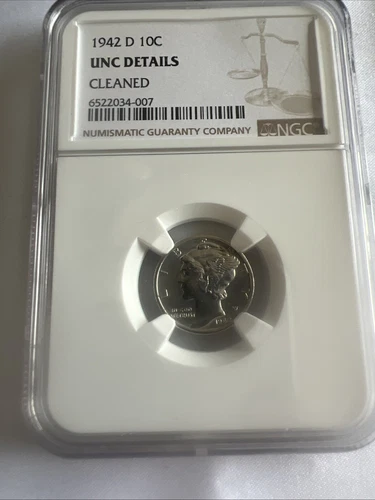 1942 D 10C
UNC DETAILS
CLEANED
6522034-007
NUMISMATIC GUARANTY COMPANY
NGC